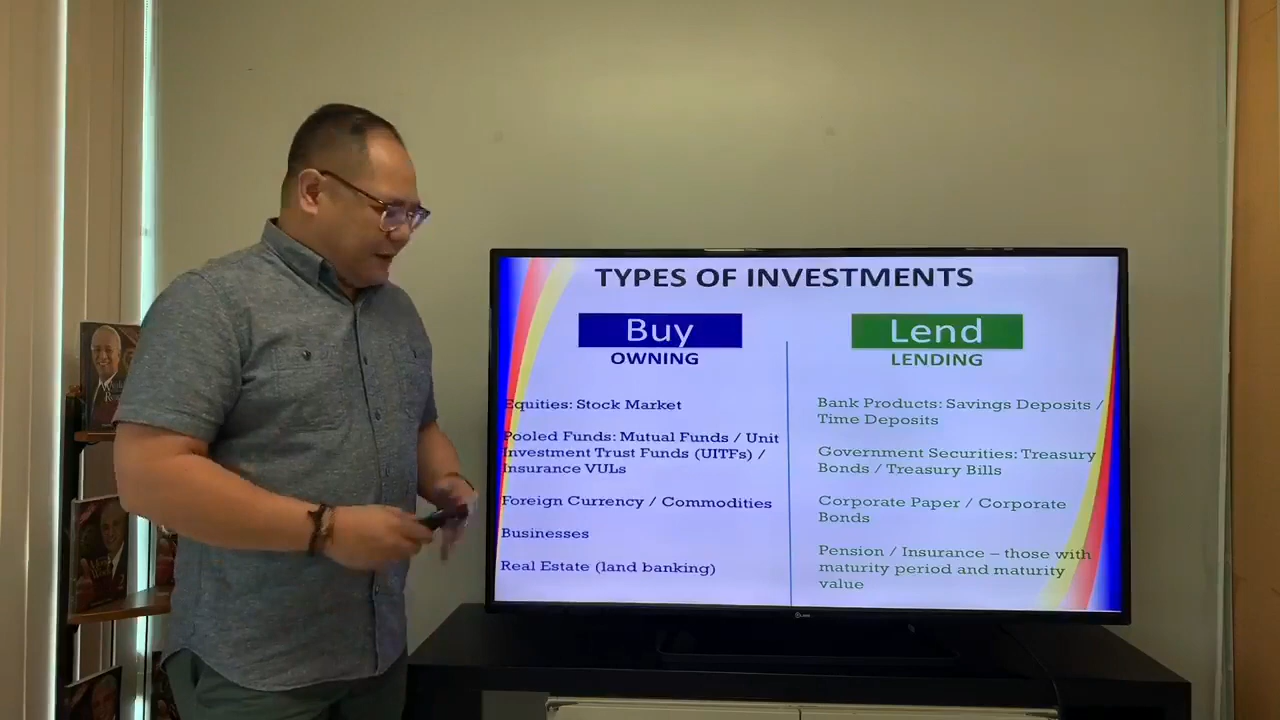 TYPES OF INVESTMENTS
Buy
OWNING
Equities: Stock Market
Pooled Funds: Mutual Funds / Unit
Investment Trust Funds (UITFs) /
Insurance VULs
Foreign Currency / Commodities
Businesses
Real Estate (land banking)
Lend
LENDING
Bank Products: Savings Deposits /
Time Deposits
Government Securities: Treasury
Bonds / Treasury Bills
Corporate Paper / Corporate
Bonds
Pension / Insurance – those with
maturity period and maturity
value